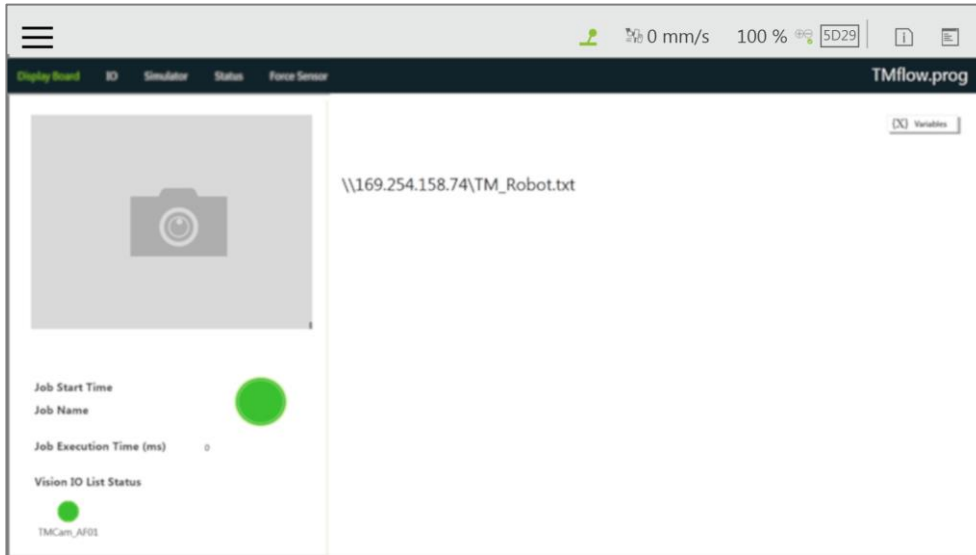 0 mm/s 100 % 5D29
Display Board IO Simulator Status Force Sensor TMflow.prog
(X) Variables
\\169.254.158.74\TM_Robot.txt
Job Start Time
Job Name
Job Execution Time (ms) 0
Vision IO List Status
TMCam_AF01